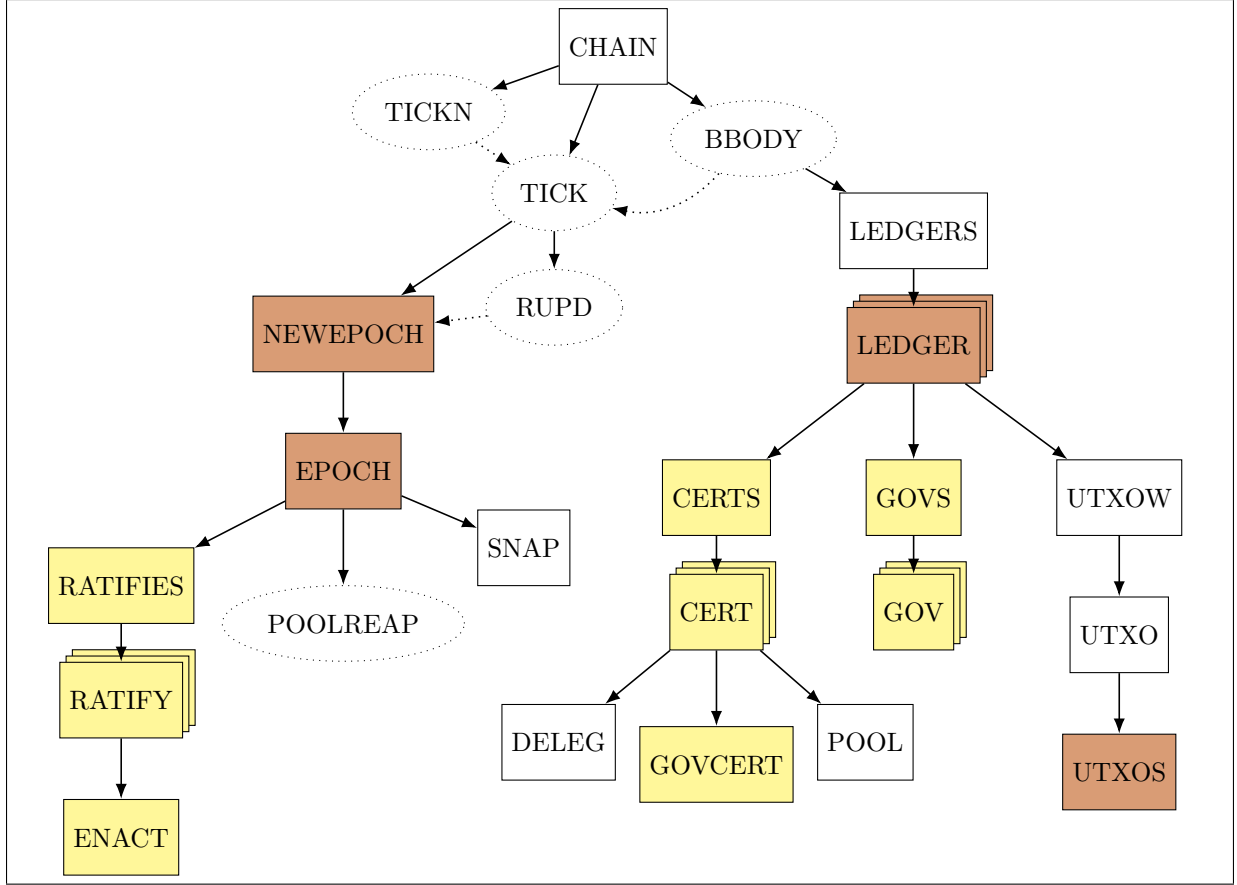 CHAIN
TICKN
BBODY
TICK
LEDGERS
RUPD
NEWEPOCH
LEDGER
EPOCH
CERTS
GOVS
UTXOW
SNAP
RATIFIES
CERT
GOV
POOLREAP
UTXO
RATIFY
DELEG
GOVCERT
POOL
UTXOS
ENACT